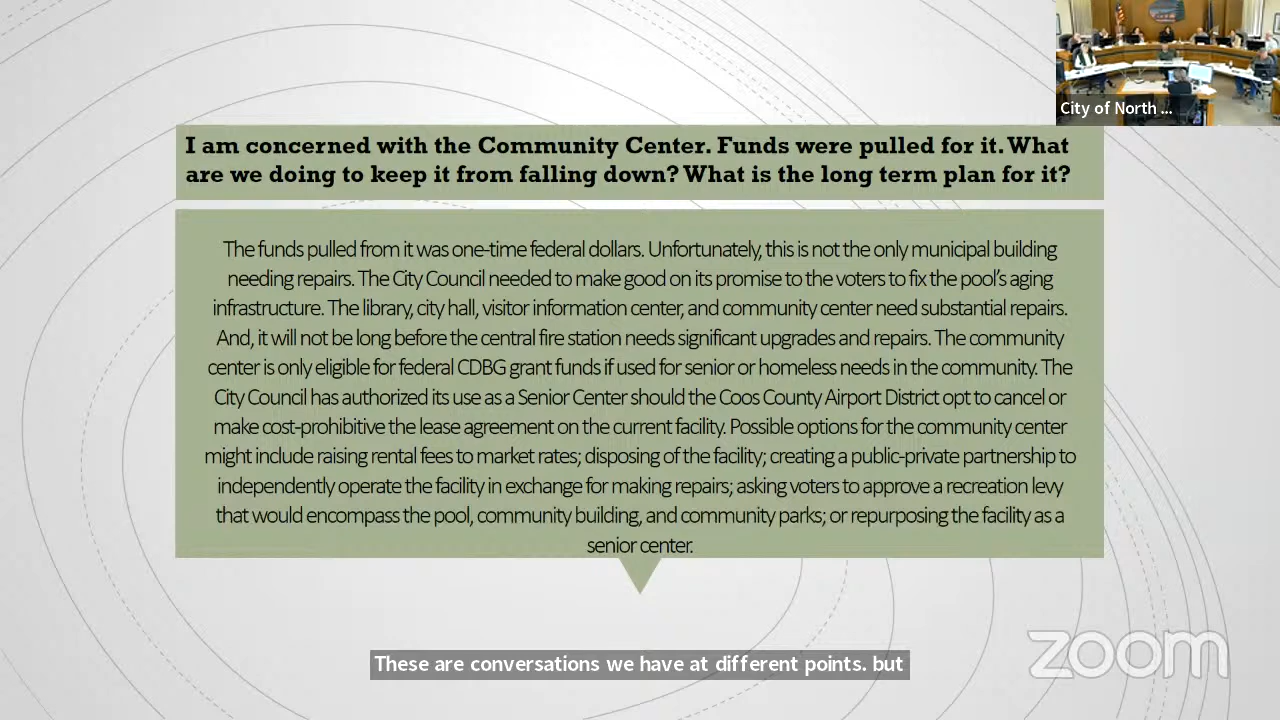 City of North ...
I am concerned with the Community Center. Funds were pulled for it. What
are we doing to keep it from falling down? What is the long term plan for it?
The funds pulled from it was one-time federal dollars. Unfortunately, this is not the only municipal building
needing repairs. The City Council needed to make good on its promise to the voters to fix the pool's aging
infrastructure. The library, city hall, visitor information center, and community center need substantial repairs.
And, it will not be long before the central fire station needs significant upgrades and repairs. The community
center is only eligible for federal CDBG grant funds if used for senior or homeless needs in the community. The
City Council has authorized its use as a Senior Center should the Coos County Airport District opt to cancel or
make cost-prohibitive the lease agreement on the current facility. Possible options for the community center
might include raising rental fees to market rates; disposing of the facility; creating a public-private partnership to
independently operate the facility in exchange for making repairs; asking voters to approve a recreation levy
that would encompass the pool, community building, and community parks; or repurposing the facility as a
senior center.
These are conversations we have at different points. but
zoom